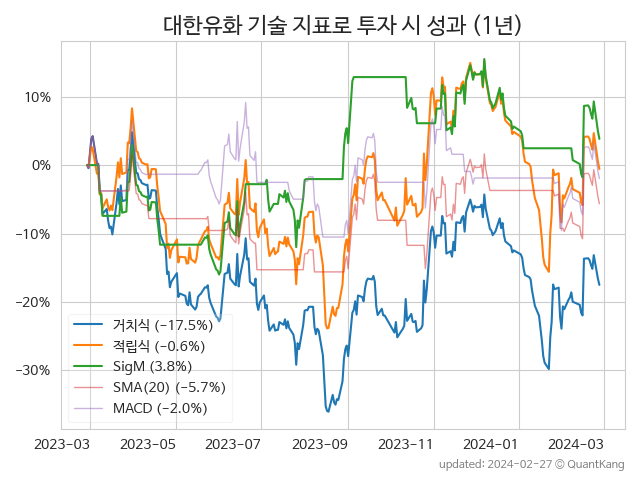 대한유화 기술 지표로 투자 시 성과 (1년)
10%
0%
−10%
−20%
−30%
거치식 (−17.5%)
적립식 (−0.6%)
SigM (3.8%)
SMA(20) (−5.7%)
MACD (−2.0%)
2023-03 2023-05 2023-07 2023-09 2023-11 2024-01 2024-03
updated: 2024-02-27 ⓒ QuantKang